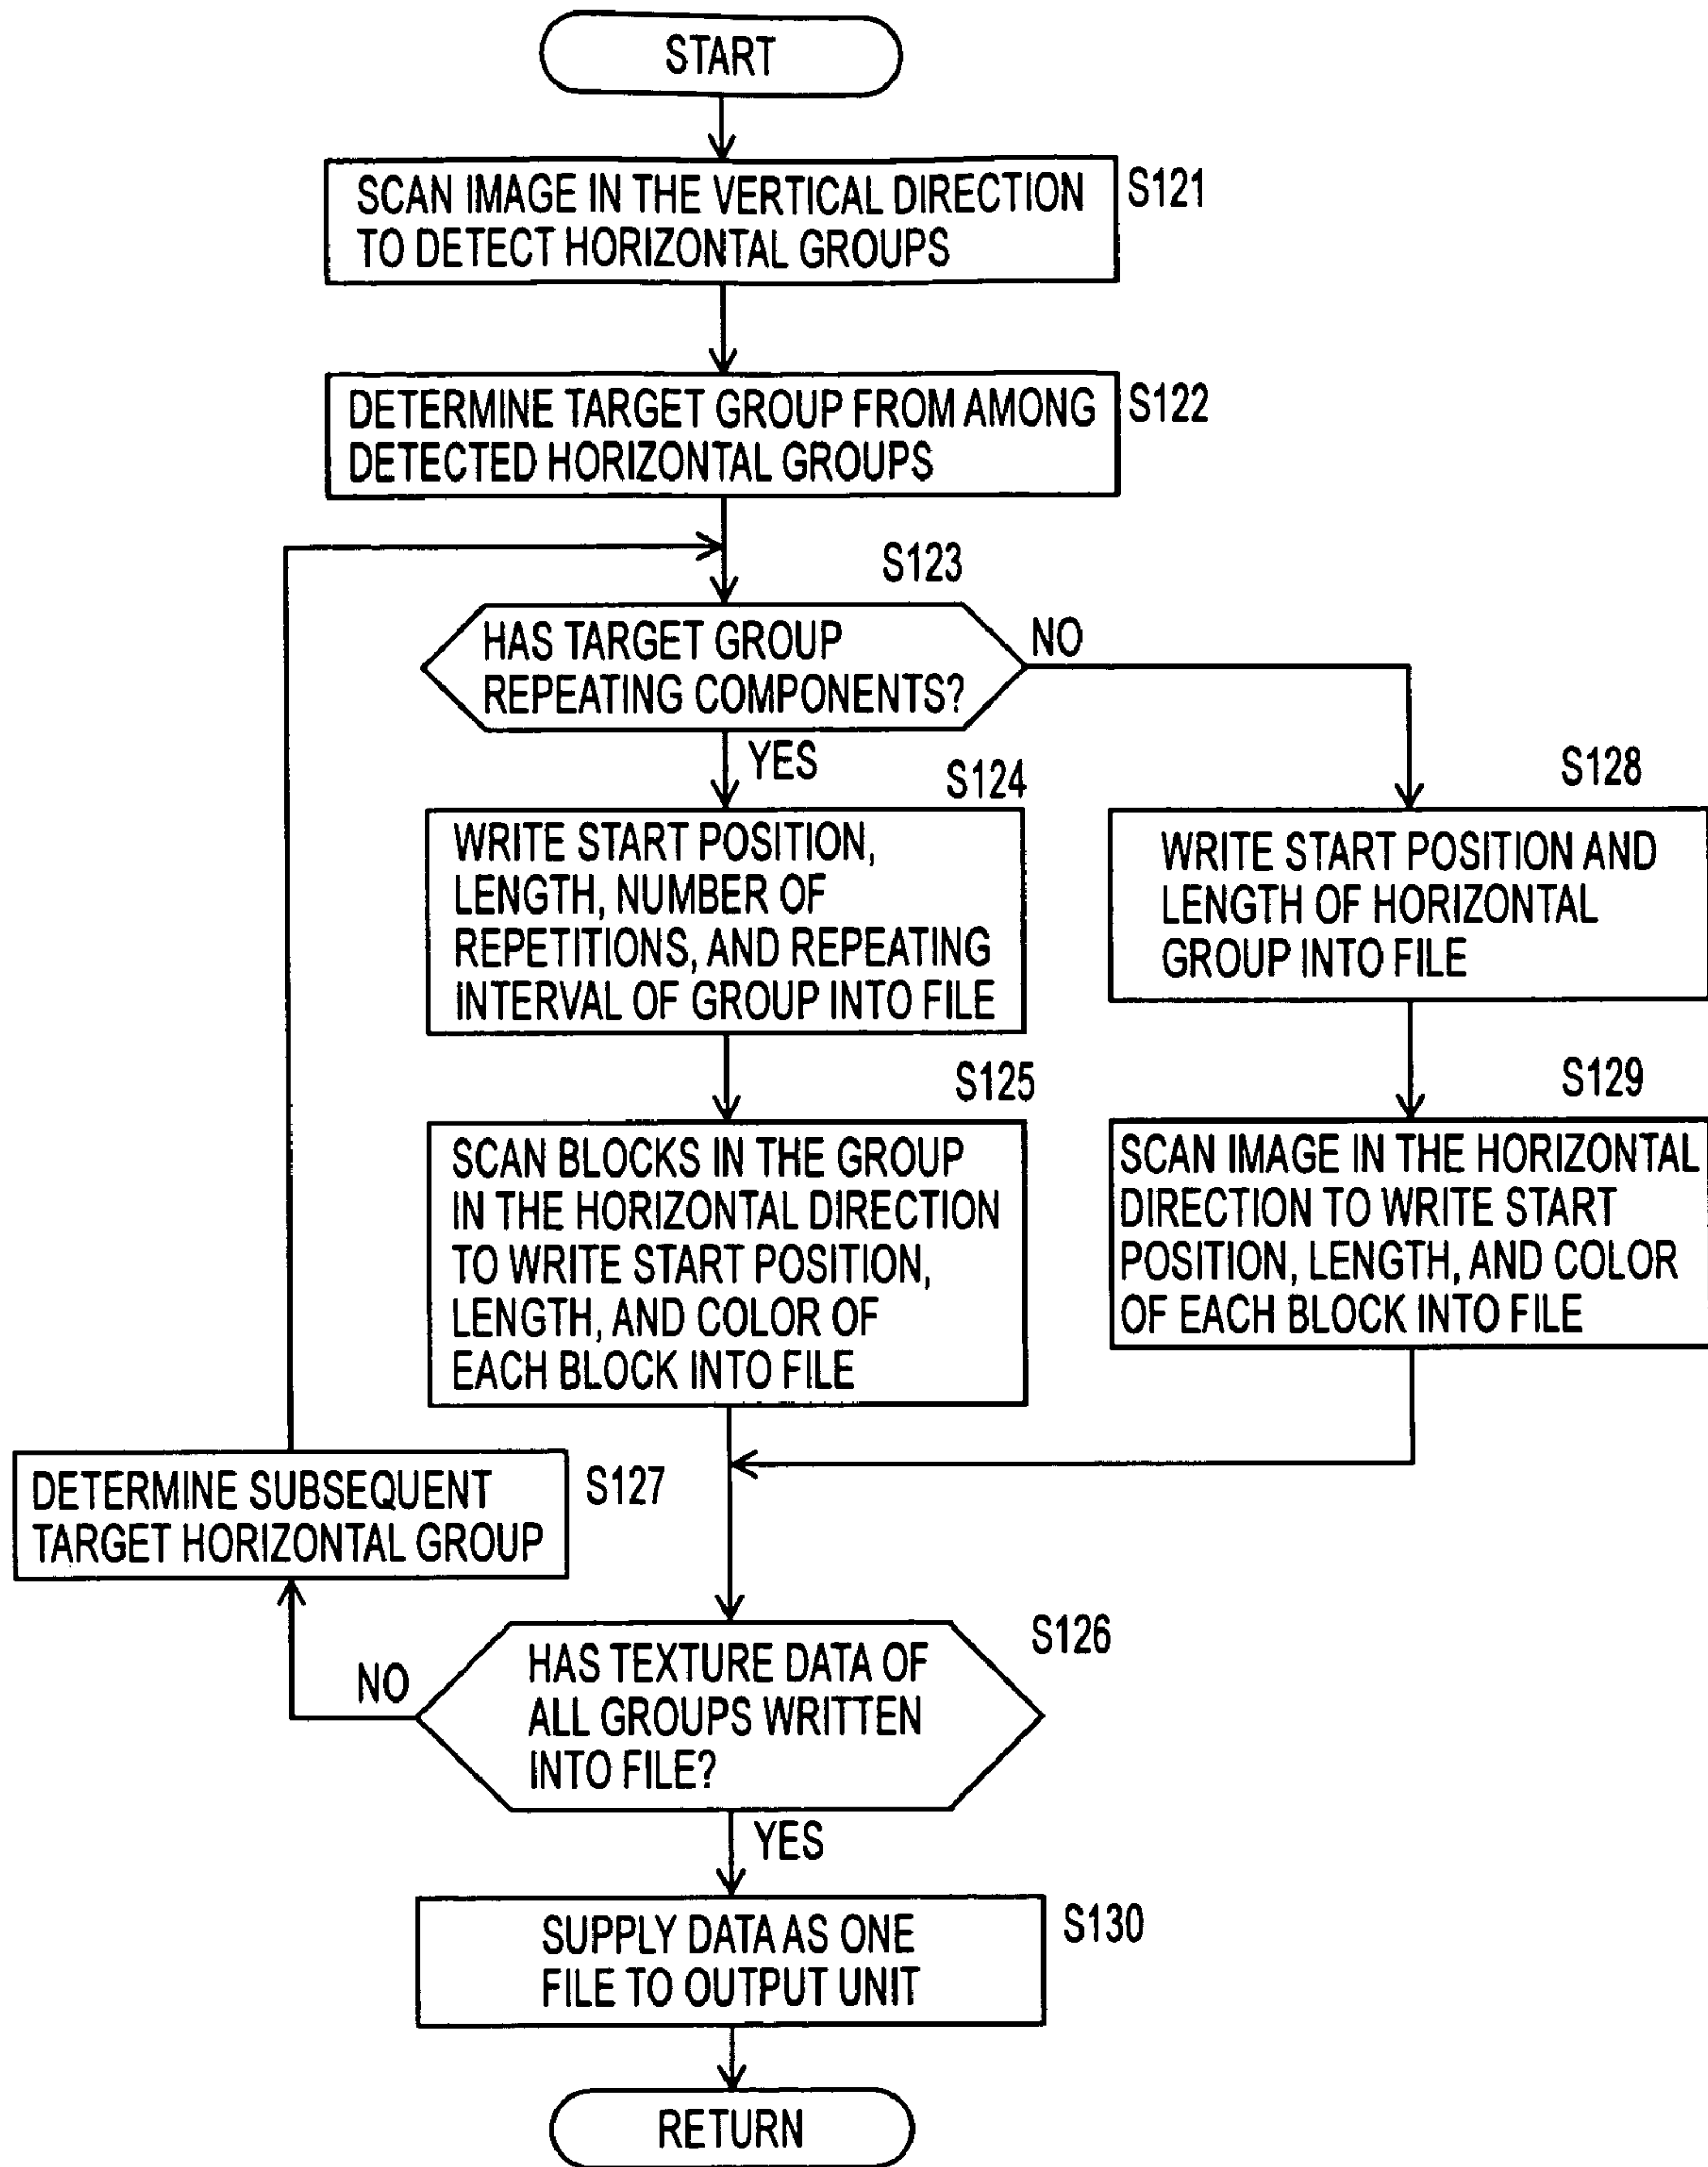 START
SCAN IMAGE IN THE VERTICAL DIRECTION
TO DETECT HORIZONTAL GROUPS
S121
DETERMINE TARGET GROUP FROM AMONG
DETECTED HORIZONTAL GROUPS
S122
S123
HAS TARGET GROUP
REPEATING COMPONENTS?
NO
YES
S124
WRITE START POSITION,
LENGTH, NUMBER OF
REPETITIONS, AND REPEATING
INTERVAL OF GROUP INTO FILE
S128
WRITE START POSITION AND
LENGTH OF HORIZONTAL
GROUP INTO FILE
S125
SCAN BLOCKS IN THE GROUP
IN THE HORIZONTAL DIRECTION
TO WRITE START POSITION,
LENGTH, AND COLOR OF
EACH BLOCK INTO FILE
S129
SCAN IMAGE IN THE HORIZONTAL
DIRECTION TO WRITE START
POSITION, LENGTH, AND COLOR
OF EACH BLOCK INTO FILE
DETERMINE SUBSEQUENT
TARGET HORIZONTAL GROUP
S127
S126
HAS TEXTURE DATA OF
ALL GROUPS WRITTEN
INTO FILE?
NO
YES
SUPPLY DATA AS ONE
FILE TO OUTPUT UNIT
S130
RETURN